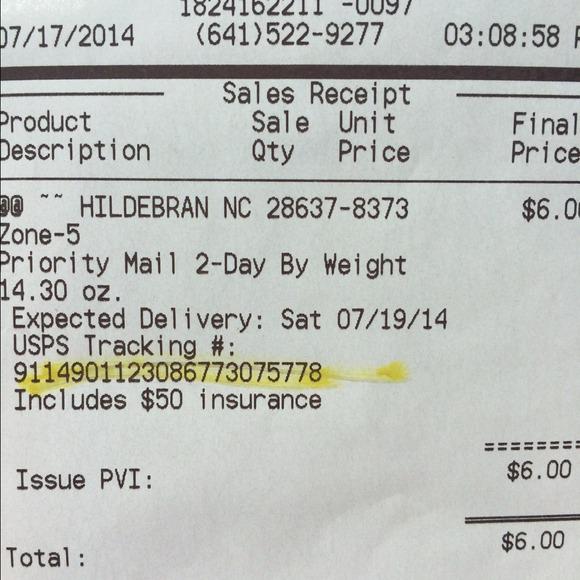 1824162211 -0097
07/17/2014 (641)522-9277 03:08:58
Sales Receipt
Product Sale Unit Final
Description Qty Price Price
@@ ~~ HILDEBRAN NC 28637-8373 $6.00
Zone-5
Priority Mail 2-Day By Weight
14.30 oz.
Expected Delivery: Sat 07/19/14
USPS Tracking #:
9114901123086773075778
Includes $50 insurance
========
Issue PVI: $6.00
Total: $6.00